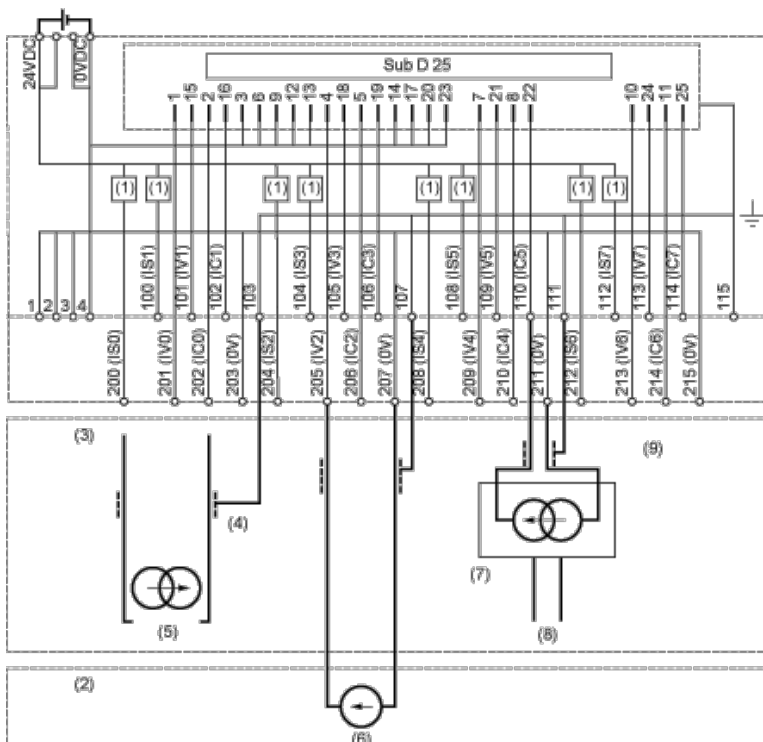 24VDC
0VDC
Sub D 25
1 15 2 16 3 6 9 12 13 4 18 5 19 14 17 20 23 7 21 8 22 10 24 11 25
(1) (1) (1) (1) (1) (1) (1) (1)
1 2 3 4 100 (IS1) 101 (IV1) 102 (IC1) 103 104 (IS3) 105 (IV3) 106 (IC3) 107 108 (IS5) 109 (IV5) 110 (IC5) 111 112 (IS7) 113 (IV7) 114 (IC7) 115
200 (IS0) 201 (IV0) 202 (IC0) 203 (0V) 204 (IS2) 205 (IV2) 206 (IC2) 207 (0V) 208 (IS4) 209 (IV4) 210 (IC4) 211 (0V) 212 (IS6) 213 (IV6) 214 (IC6) 215 (0V)
(3)
(9)
(4)
(7)
(5)
(8)
(2)
(6)